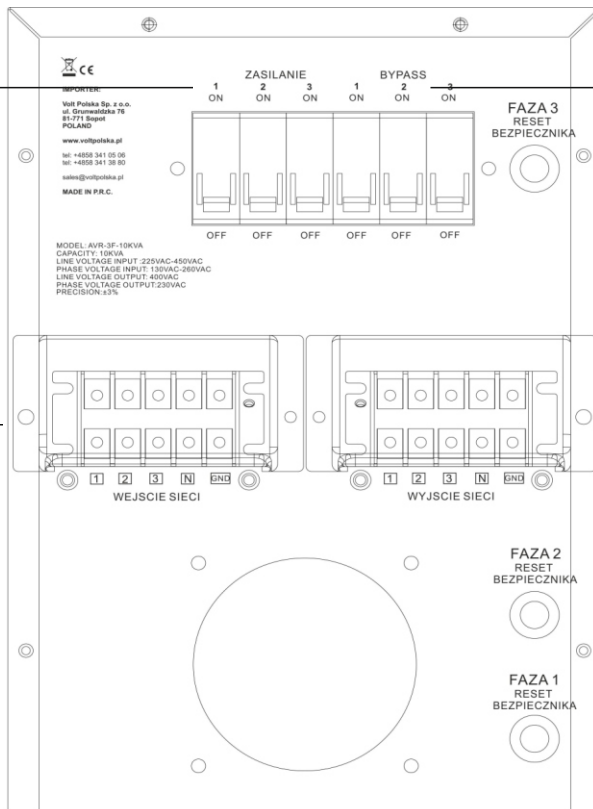 CE
IMPORTER:
Volt Polska Sp. z o.o.
ul. Grunwaldzka 76
81-771 Sopot
POLAND
www.voltpolska.pl
tel: +4858 341 05 06
fax: +4858 341 38 80
sales@voltpolska.pl
MADE IN P.R.C.
ZASILANIE BYPASS
1 2 3 1 2 3
ON ON ON ON ON ON
OFF OFF OFF OFF OFF OFF
FAZA 3
RESET
BEZPIECZNIKA
MODEL: AVR-3F-10KVA
CAPACITY: 10KVA
LINE VOLTAGE INPUT :225VAC-450VAC
PHASE VOLTAGE INPUT: 130VAC-260VAC
LINE VOLTAGE OUTPUT: 400VAC
PHASE VOLTAGE OUTPUT:230VAC
PRECISION:±3%
1 2 3 N GND
WEJSCIE SIECI
1 2 3 N GND
WYJSCIE SIECI
FAZA 2
RESET
BEZPIECZNIKA
FAZA 1
RESET
BEZPIECZNIKA